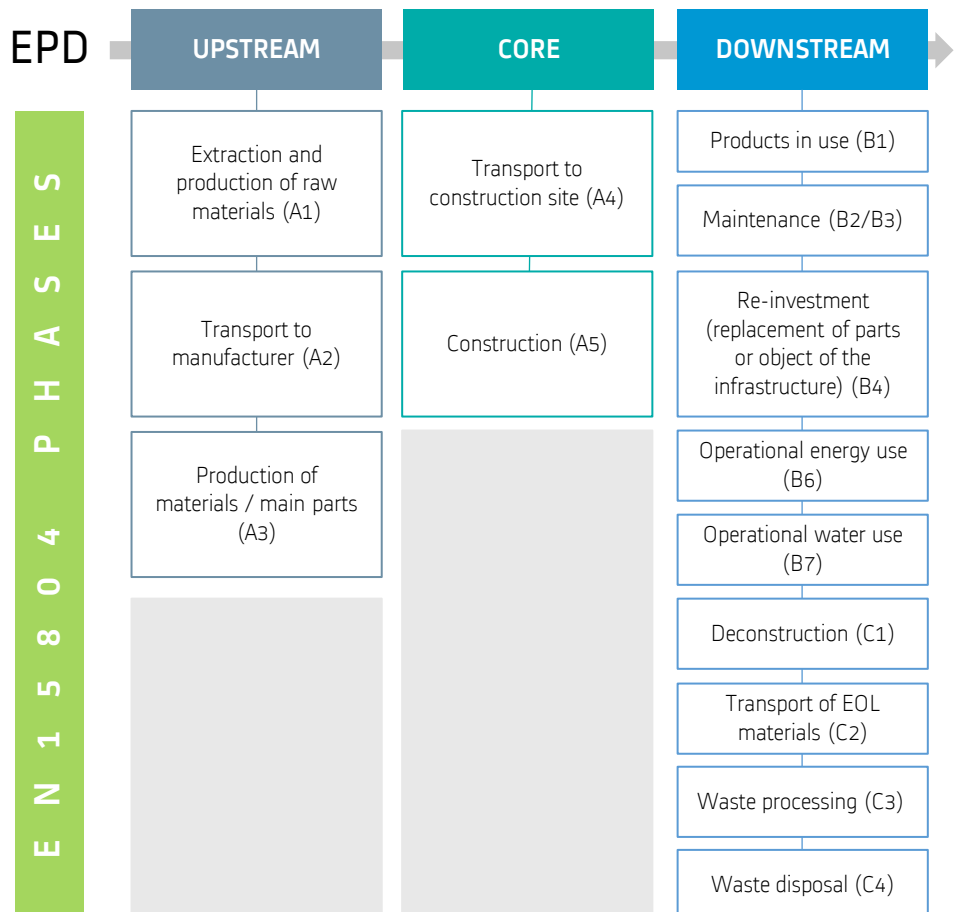 EPD
UPSTREAM
CORE
DOWNSTREAM
EN15804 PHASES
Extraction and
production of raw
materials (A1)
Transport to
manufacturer (A2)
Production of
materials / main parts
(A3)
Transport to
construction site (A4)
Construction (A5)
Products in use (B1)
Maintenance (B2/B3)
Re-investment
(replacement of parts
or object of the
infrastructure) (B4)
Operational energy use
(B6)
Operational water use
(B7)
Deconstruction (C1)
Transport of EOL
materials (C2)
Waste processing (C3)
Waste disposal (C4)